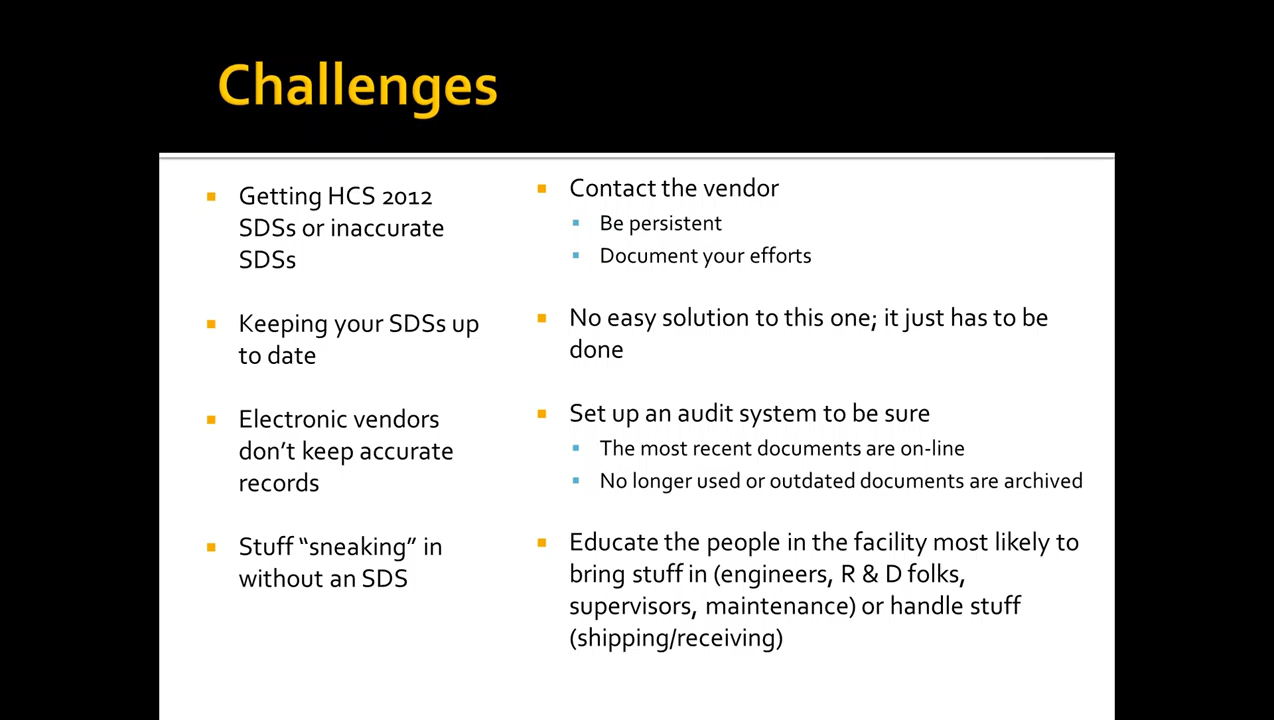 Challenges
Getting HCS 2012
SDSs or inaccurate
SDSs
Keeping your SDSs up
to date
Electronic vendors
don't keep accurate
records
Stuff "sneaking" in
without an SDS
Contact the vendor
Be persistent
Document your efforts
No easy solution to this one; it just has to be
done
Set up an audit system to be sure
The most recent documents are on-line
No longer used or outdated documents are archived
Educate the people in the facility most likely to
bring stuff in (engineers, R & D folks,
supervisors, maintenance) or handle stuff
(shipping/receiving)